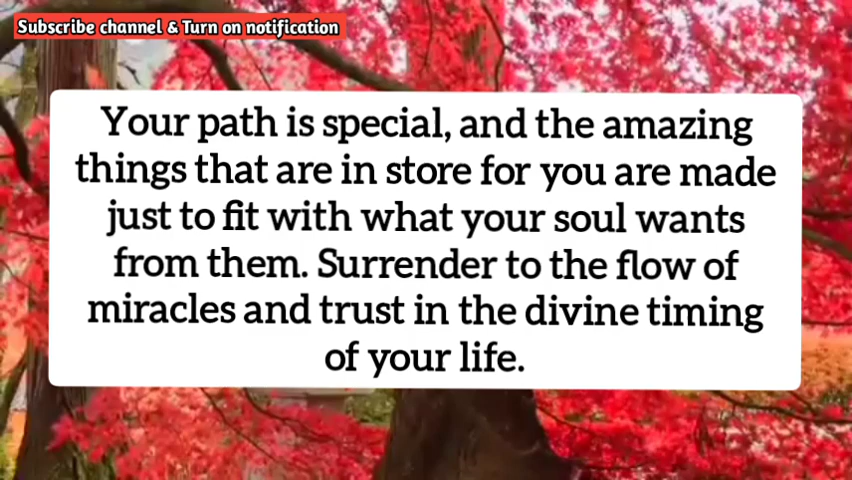 Subscribe channel & Turn on notification
Your path is special, and the amazing
things that are in store for you are made
just to fit with what your soul wants
from them. Surrender to the flow of
miracles and trust in the divine timing
of your life.